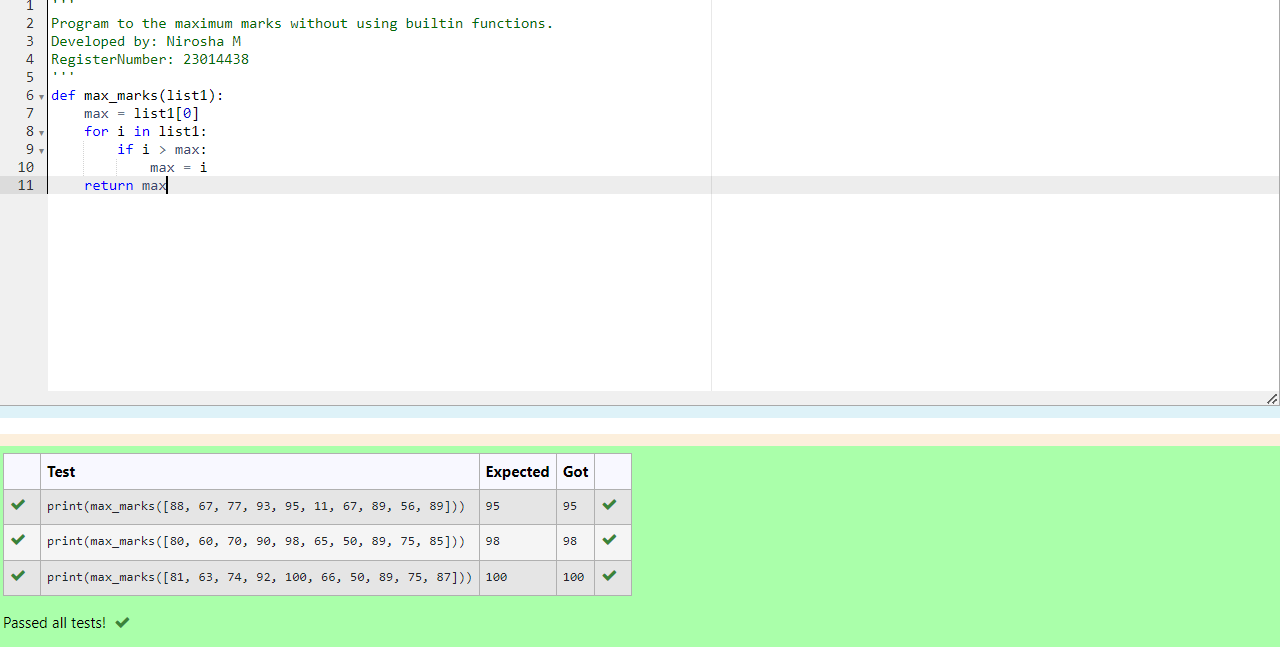 1 '''
2 Program to the maximum marks without using builtin functions.
3 Developed by: Nirosha M
4 RegisterNumber: 23014438
5 '''
6 def max_marks(list1):
7     max = list1[0]
8     for i in list1:
9         if i > max:
10             max = i
11     return max
Test Expected Got
print(max_marks([88, 67, 77, 93, 95, 11, 67, 89, 56, 89])) 95 95
print(max_marks([80, 60, 70, 90, 98, 65, 50, 89, 75, 85])) 98 98
print(max_marks([81, 63, 74, 92, 100, 66, 50, 89, 75, 87])) 100 100
Passed all tests!